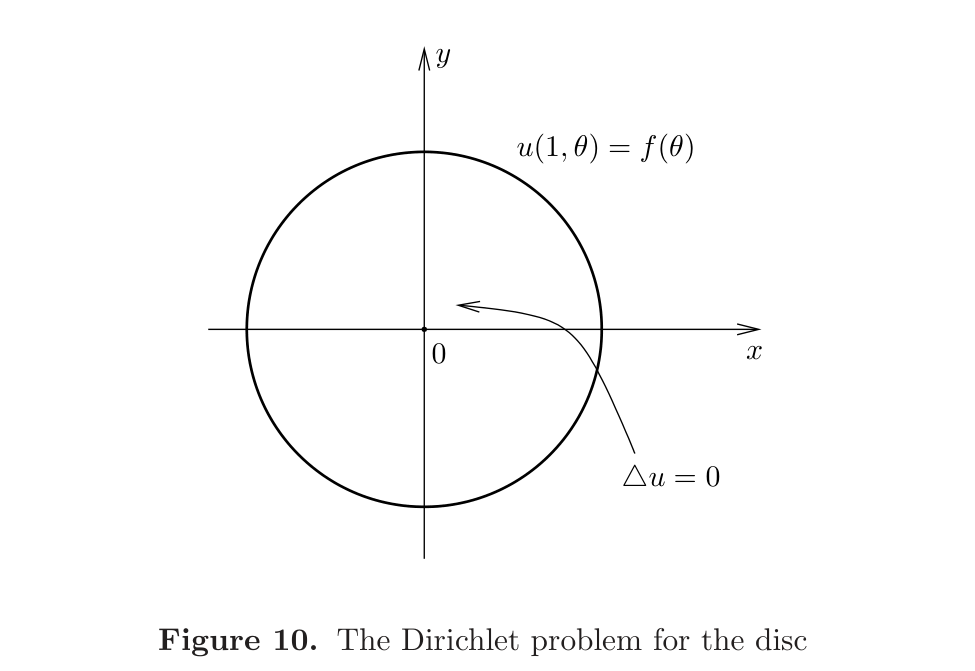 y
u(1, θ) = f(θ)
0
x
△u = 0
Figure 10. The Dirichlet problem for the disc